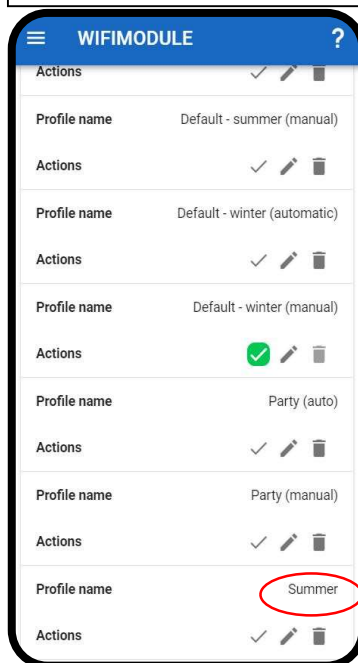 WIFIMODULE ?
Actions
Profile name Default - summer (manual)
Actions
Profile name Default - winter (automatic)
Actions
Profile name Default - winter (manual)
Actions
Profile name Party (auto)
Actions
Profile name Party (manual)
Actions
Profile name Summer
Actions